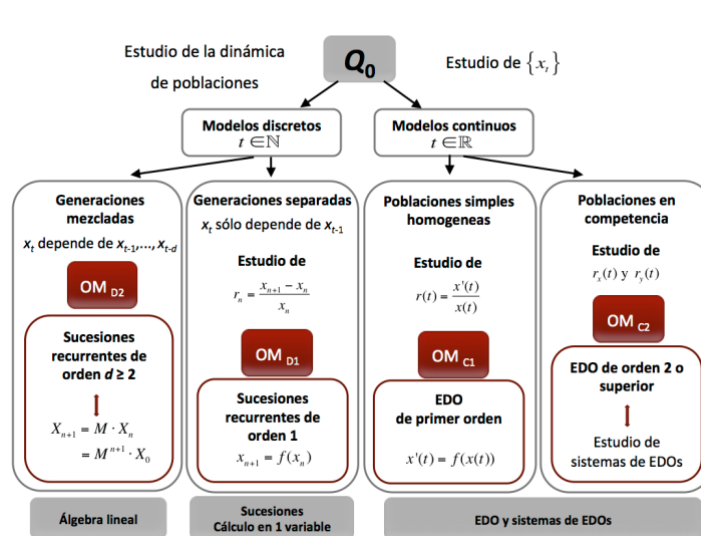 Estudio de la dinámica
de poblaciones
Q₀
Estudio de {xₜ}
Modelos discretos
t ∈ ℕ
Modelos continuos
t ∈ ℝ
Generaciones
mezcladas
xₜ depende de xₜ₋₁,...,xₜ₋d
OM D2
Sucesiones
recurrentes de
orden d ≥ 2
Xₙ₊₁ = M · Xₙ
= Mⁿ⁺¹ · X₀
Álgebra lineal
Generaciones separadas
xₜ sólo depende de xₜ₋₁
Estudio de
rₙ = (xₙ₊₁ − xₙ) / xₙ
OM D1
Sucesiones
recurrentes de
orden 1
xₙ₊₁ = f(xₙ)
Sucesiones
Cálculo en 1 variable
Poblaciones simples
homogeneas
Estudio de
r(t) = x'(t) / x(t)
OM C1
EDO
de primer orden
x'(t) = f(x(t))
Poblaciones en
competencia
Estudio de
rₓ(t) y r_y(t)
OM C2
EDO de orden 2 o
superior
Estudio de
sistemas de EDOs
EDO y sistemas de EDOs